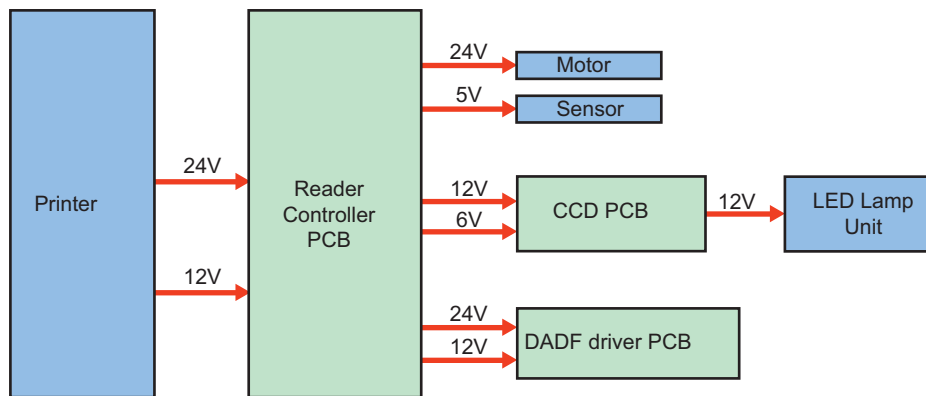 Printer
24V
12V
Reader
Controller
PCB
24V
Motor
5V
Sensor
12V
6V
CCD PCB
12V
LED Lamp
Unit
24V
12V
DADF driver PCB